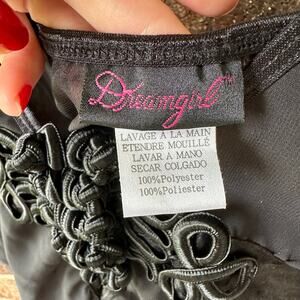 Dreamgirl™
LAVAGE A LA MAIN
ETENDRE MOUILLÉ
LAVAR A MANO
SECAR COLGADO
100%Polyester
100%Poliester